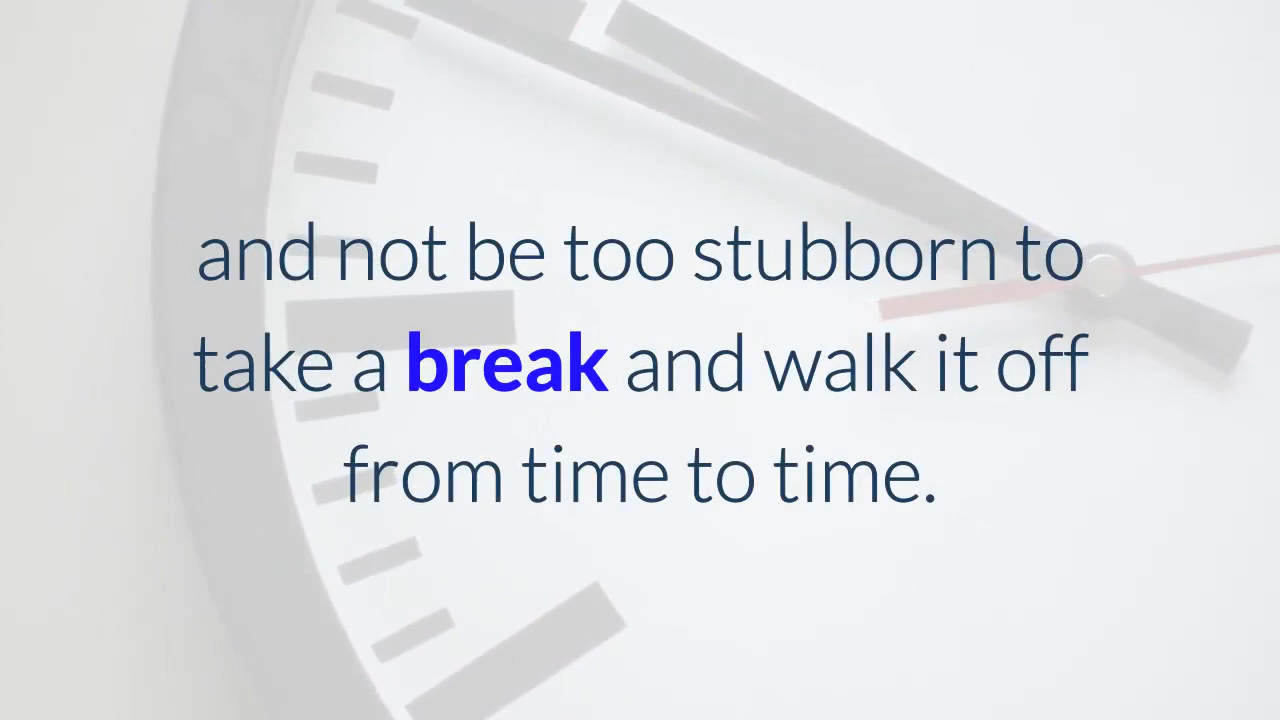 and not be too stubborn to
take a break and walk it off
from time to time.